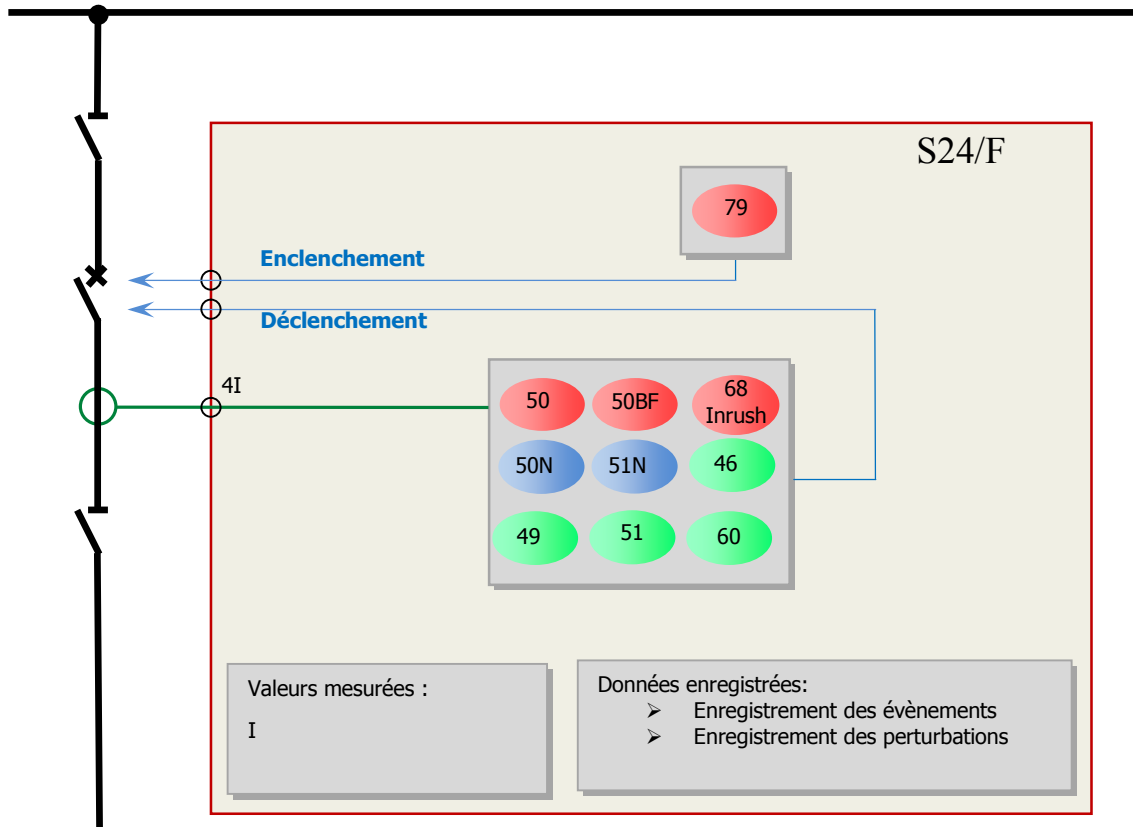 S24/F
79
Enclenchement
Déclenchement
4I
50
50BF
68
Inrush
50N
51N
46
49
51
60
Valeurs mesurées :
I
Données enregistrées:
➢ Enregistrement des évènements
➢ Enregistrement des perturbations